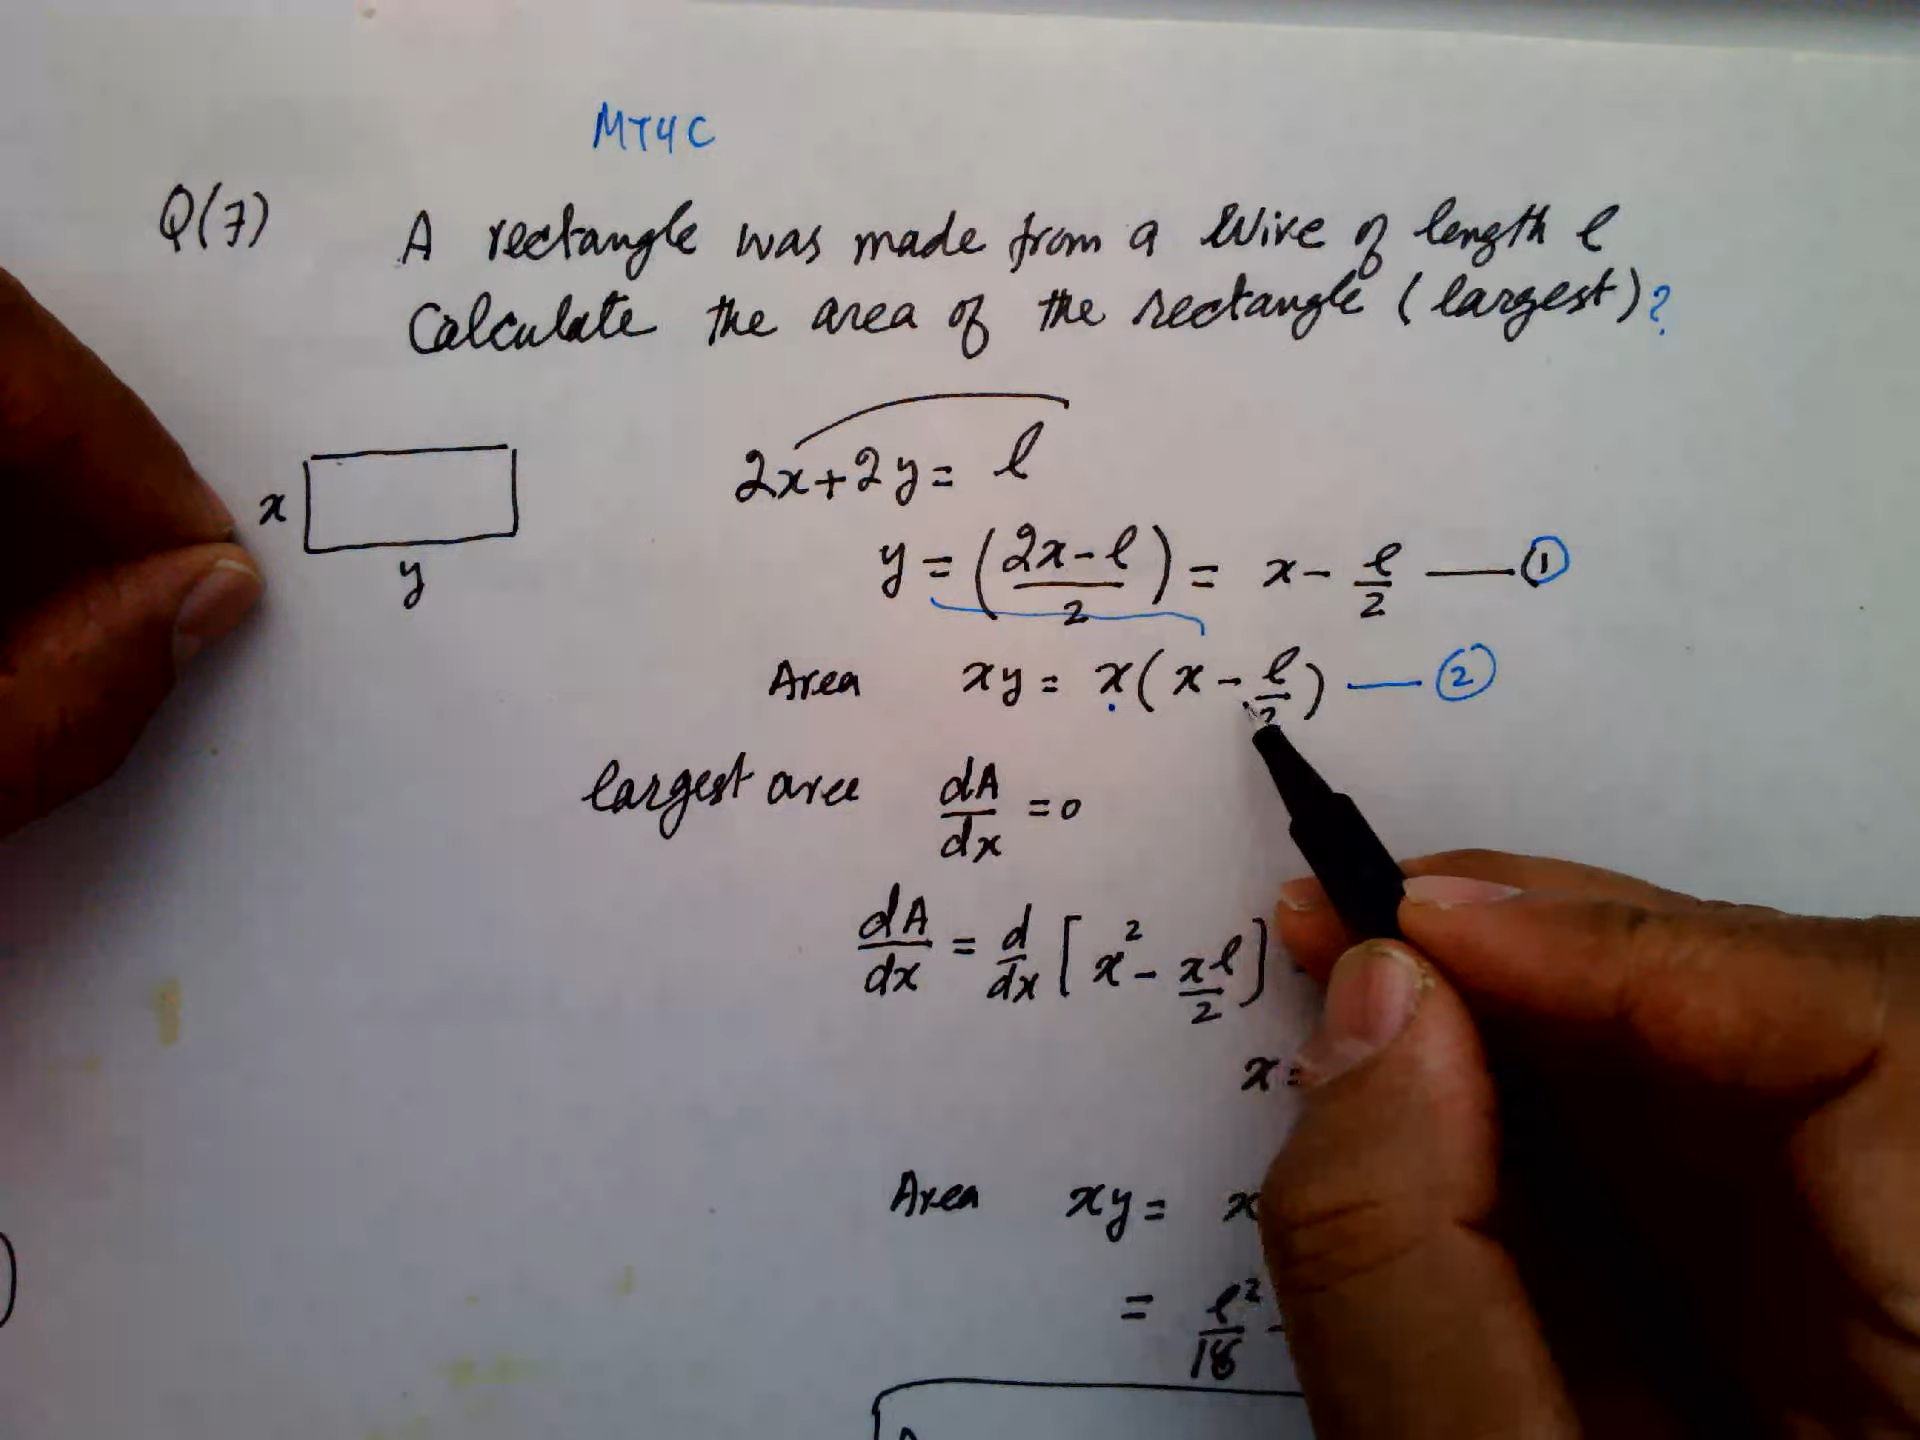 MT4C
Q(7) A rectangle was made from a wire of length l
Calculate the area of the rectangle (largest)?
2x+2y= l
x
y
y = (2x-l / 2) = x - l/2 —— ①
Area xy = x(x - l/2) —— ②
largest area dA/dx = 0
dA/dx = d/dx [x² - xl/2]
x =
Area xy = x
= l²/18 -